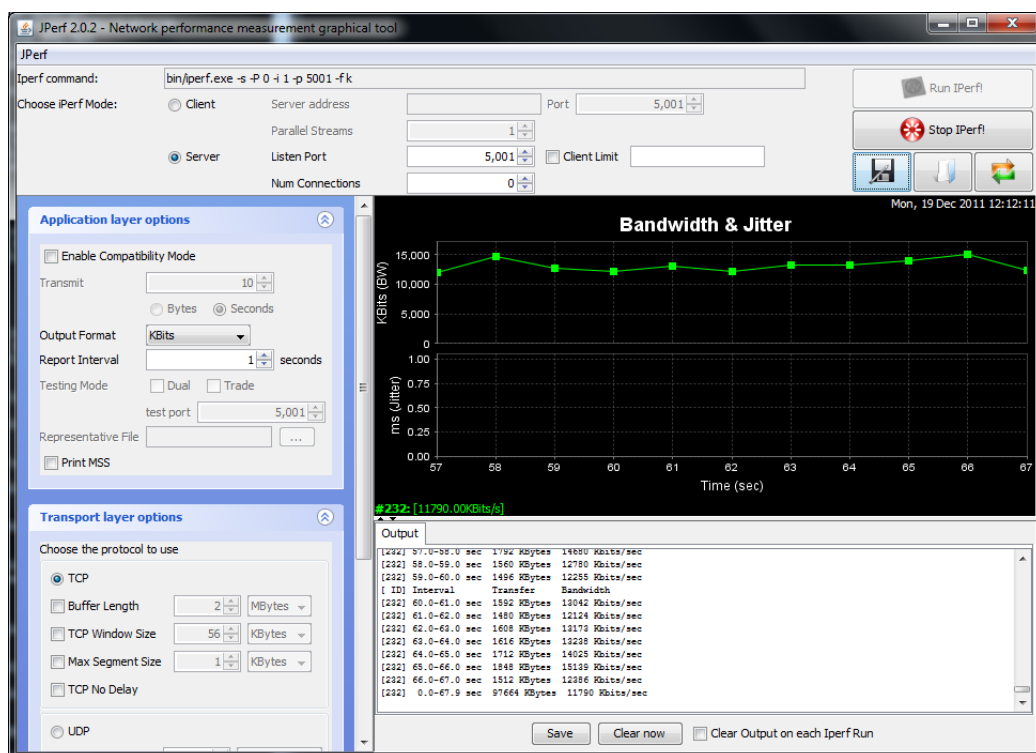 JPerf 2.0.2 - Network performance measurement graphical tool
JPerf
Iperf command: bin/iperf.exe -s -P 0 -i 1 -p 5001 -f k
Run IPerf!
Choose iPerf Mode: Client Server address Port 5,001
Parallel Streams 1
Stop IPerf!
Server Listen Port 5,001 Client Limit
Num Connections 0
Application layer options
Enable Compatibility Mode
Transmit 10
Bytes Seconds
Output Format KBits
Report Interval 1 seconds
Testing Mode Dual Trade
test port 5,001
Representative File ...
Print MSS
Transport layer options
Choose the protocol to use
TCP
Buffer Length 2 MBytes
TCP Window Size 56 KBytes
Max Segment Size 1 KBytes
TCP No Delay
UDP
Mon, 19 Dec 2011 12:12:11
Bandwidth & Jitter
KBits (BW)
15,000
10,000
5,000
0
ms (Jitter)
1.00
0.75
0.50
0.25
0.00
57 58 59 60 61 62 63 64 65 66 67
Time (sec)
#232: [11790.00KBits/s]
Output
[232] 57.0-58.0 sec 1792 KBytes 14680 Kbits/sec
[232] 58.0-59.0 sec 1560 KBytes 12780 Kbits/sec
[232] 59.0-60.0 sec 1496 KBytes 12255 Kbits/sec
[ ID] Interval Transfer Bandwidth
[232] 60.0-61.0 sec 1592 KBytes 13042 Kbits/sec
[232] 61.0-62.0 sec 1480 KBytes 12124 Kbits/sec
[232] 62.0-63.0 sec 1608 KBytes 13173 Kbits/sec
[232] 63.0-64.0 sec 1616 KBytes 13238 Kbits/sec
[232] 64.0-65.0 sec 1712 KBytes 14025 Kbits/sec
[232] 65.0-66.0 sec 1848 KBytes 15139 Kbits/sec
[232] 66.0-67.0 sec 1512 KBytes 12386 Kbits/sec
[232] 0.0-67.9 sec 97664 KBytes 11790 Kbits/sec
Save Clear now Clear Output on each Iperf Run